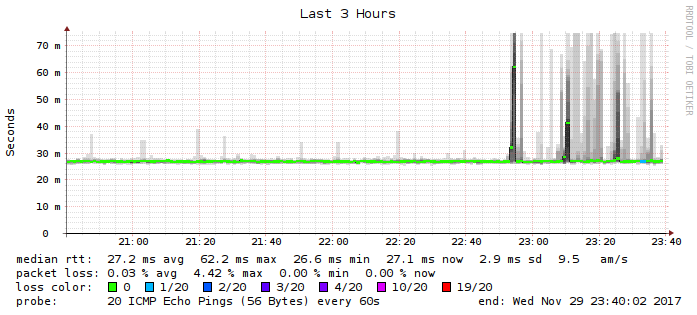 Last 3 Hours
RRDTOOL / TOBI OETIKER
Seconds
70 m
60 m
50 m
40 m
30 m
20 m
10 m
0
21:00 21:20 21:40 22:00 22:20 22:40 23:00 23:20 23:40
median rtt: 27.2 ms avg 62.2 ms max 26.6 ms min 27.1 ms now 2.9 ms sd 9.5 am/s
packet loss: 0.03 % avg 4.42 % max 0.00 % min 0.00 % now
loss color: 0 1/20 2/20 3/20 4/20 10/20 19/20
probe: 20 ICMP Echo Pings (56 Bytes) every 60s end: Wed Nov 29 23:40:02 2017